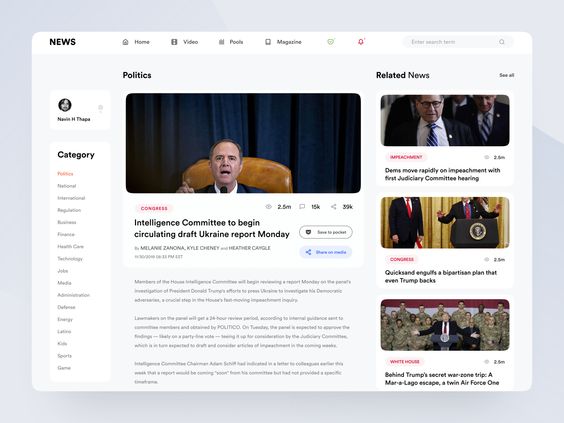 NEWS
Home
Video
Pools
Magazine
Enter search term
Navin H Thapa
Category
Politics
National
International
Regulation
Business
Finance
Health Care
Technology
Jobs
Media
Administration
Defense
Energy
Latino
Kids
Sports
Game
Politics
CONGRESS
2.5m
15k
39k
Intelligence Committee to begin
circulating draft Ukraine report Monday
By MELANIE ZANONA, KYLE CHENEY and HEATHER CAYGLE
11/30/2019 08:33 PM EST
Save to pocket
Share on media
Members of the House Intelligence Committee will begin reviewing a report Monday on the panel's
investigation of President Donald Trump's efforts to press Ukraine to investigate his Democratic
adversaries, a crucial step in the House's fast-moving impeachment inquiry.
Lawmakers on the panel will get a 24-hour review period, according to internal guidance sent to
committee members and obtained by POLITICO. On Tuesday, the panel is expected to approve the
findings — likely on a party-line vote — teeing it up for consideration by the Judiciary Committee,
which is in turn expected to draft and consider articles of impeachment in the coming weeks.
Intelligence Committee Chairman Adam Schiff had indicated in a letter to colleagues earlier this
week that a report would be coming "soon" from his committee but had not provided a specific
timeframe.
Related News
See all
IMPEACHMENT
2.5m
Dems move rapidly on impeachment with
first Judiciary Committee hearing
CONGRESS
2.5m
Quicksand engulfs a bipartisan plan that
even Trump backs
WHITE HOUSE
2.5m
Behind Trump's secret war-zone trip: A
Mar-a-Lago escape, a twin Air Force One